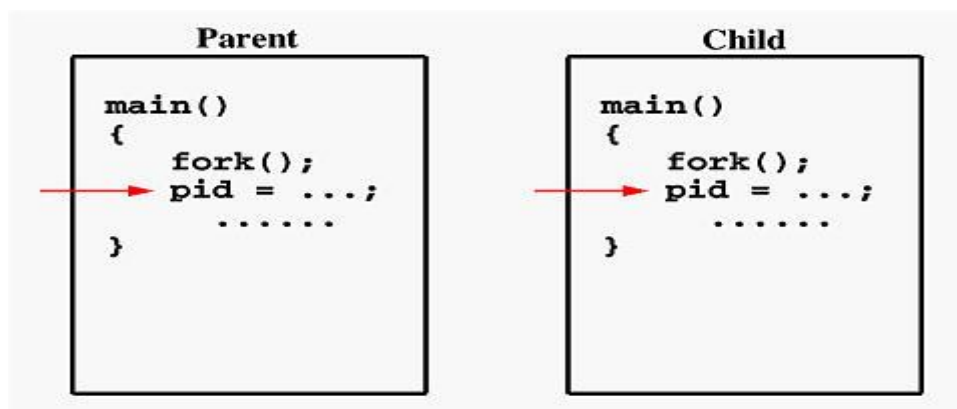 Parent
main()
{
    fork();
    pid = ...;
       ......
}
Child
main()
{
    fork();
    pid = ...;
       ......
}